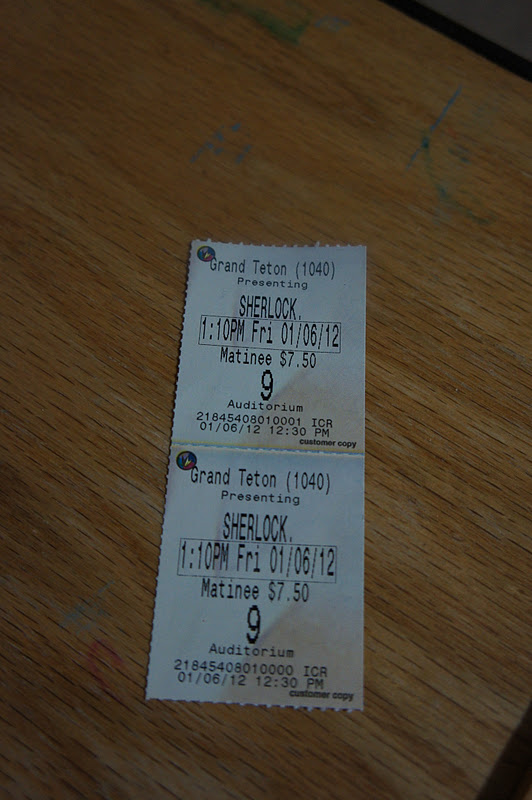 Grand Teton (1040)
Presenting
SHERLOCK.
1:10PM Fri 01/06/12
Matinee $7.50
9
Auditorium
21845408010001 ICR
01/06/12 12:30 PM
customer copy
Grand Teton (1040)
Presenting
SHERLOCK.
1:10PM Fri 01/06/12
Matinee $7.50
9
Auditorium
21845408010000 ICR
01/06/12 12:30 PM
customer copy